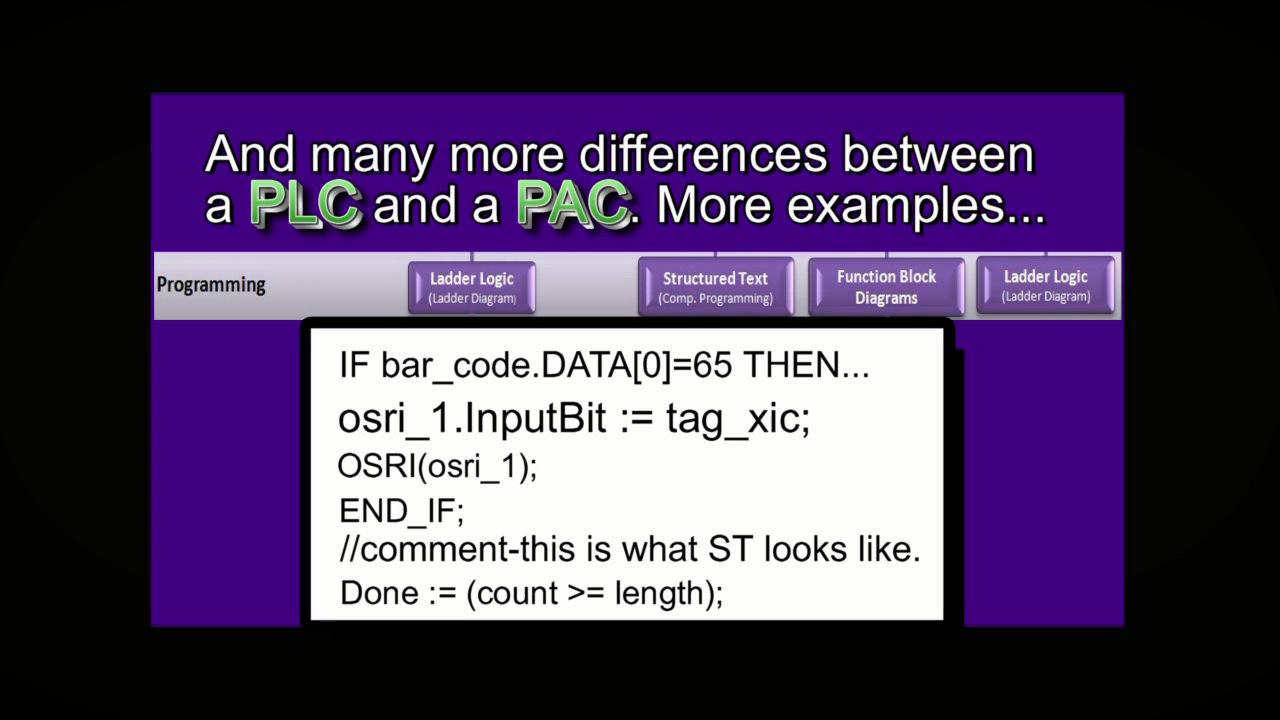 And many more differences between
a PLC and a PAC. More examples...
Programming
Ladder Logic
(Ladder Diagram)
Structured Text
(Comp. Programming)
Function Block
Diagrams
Ladder Logic
(Ladder Diagram)
IF bar_code.DATA[0]=65 THEN...
osri_1.InputBit := tag_xic;
OSRI(osri_1);
END_IF;
//comment-this is what ST looks like.
Done := (count >= length);